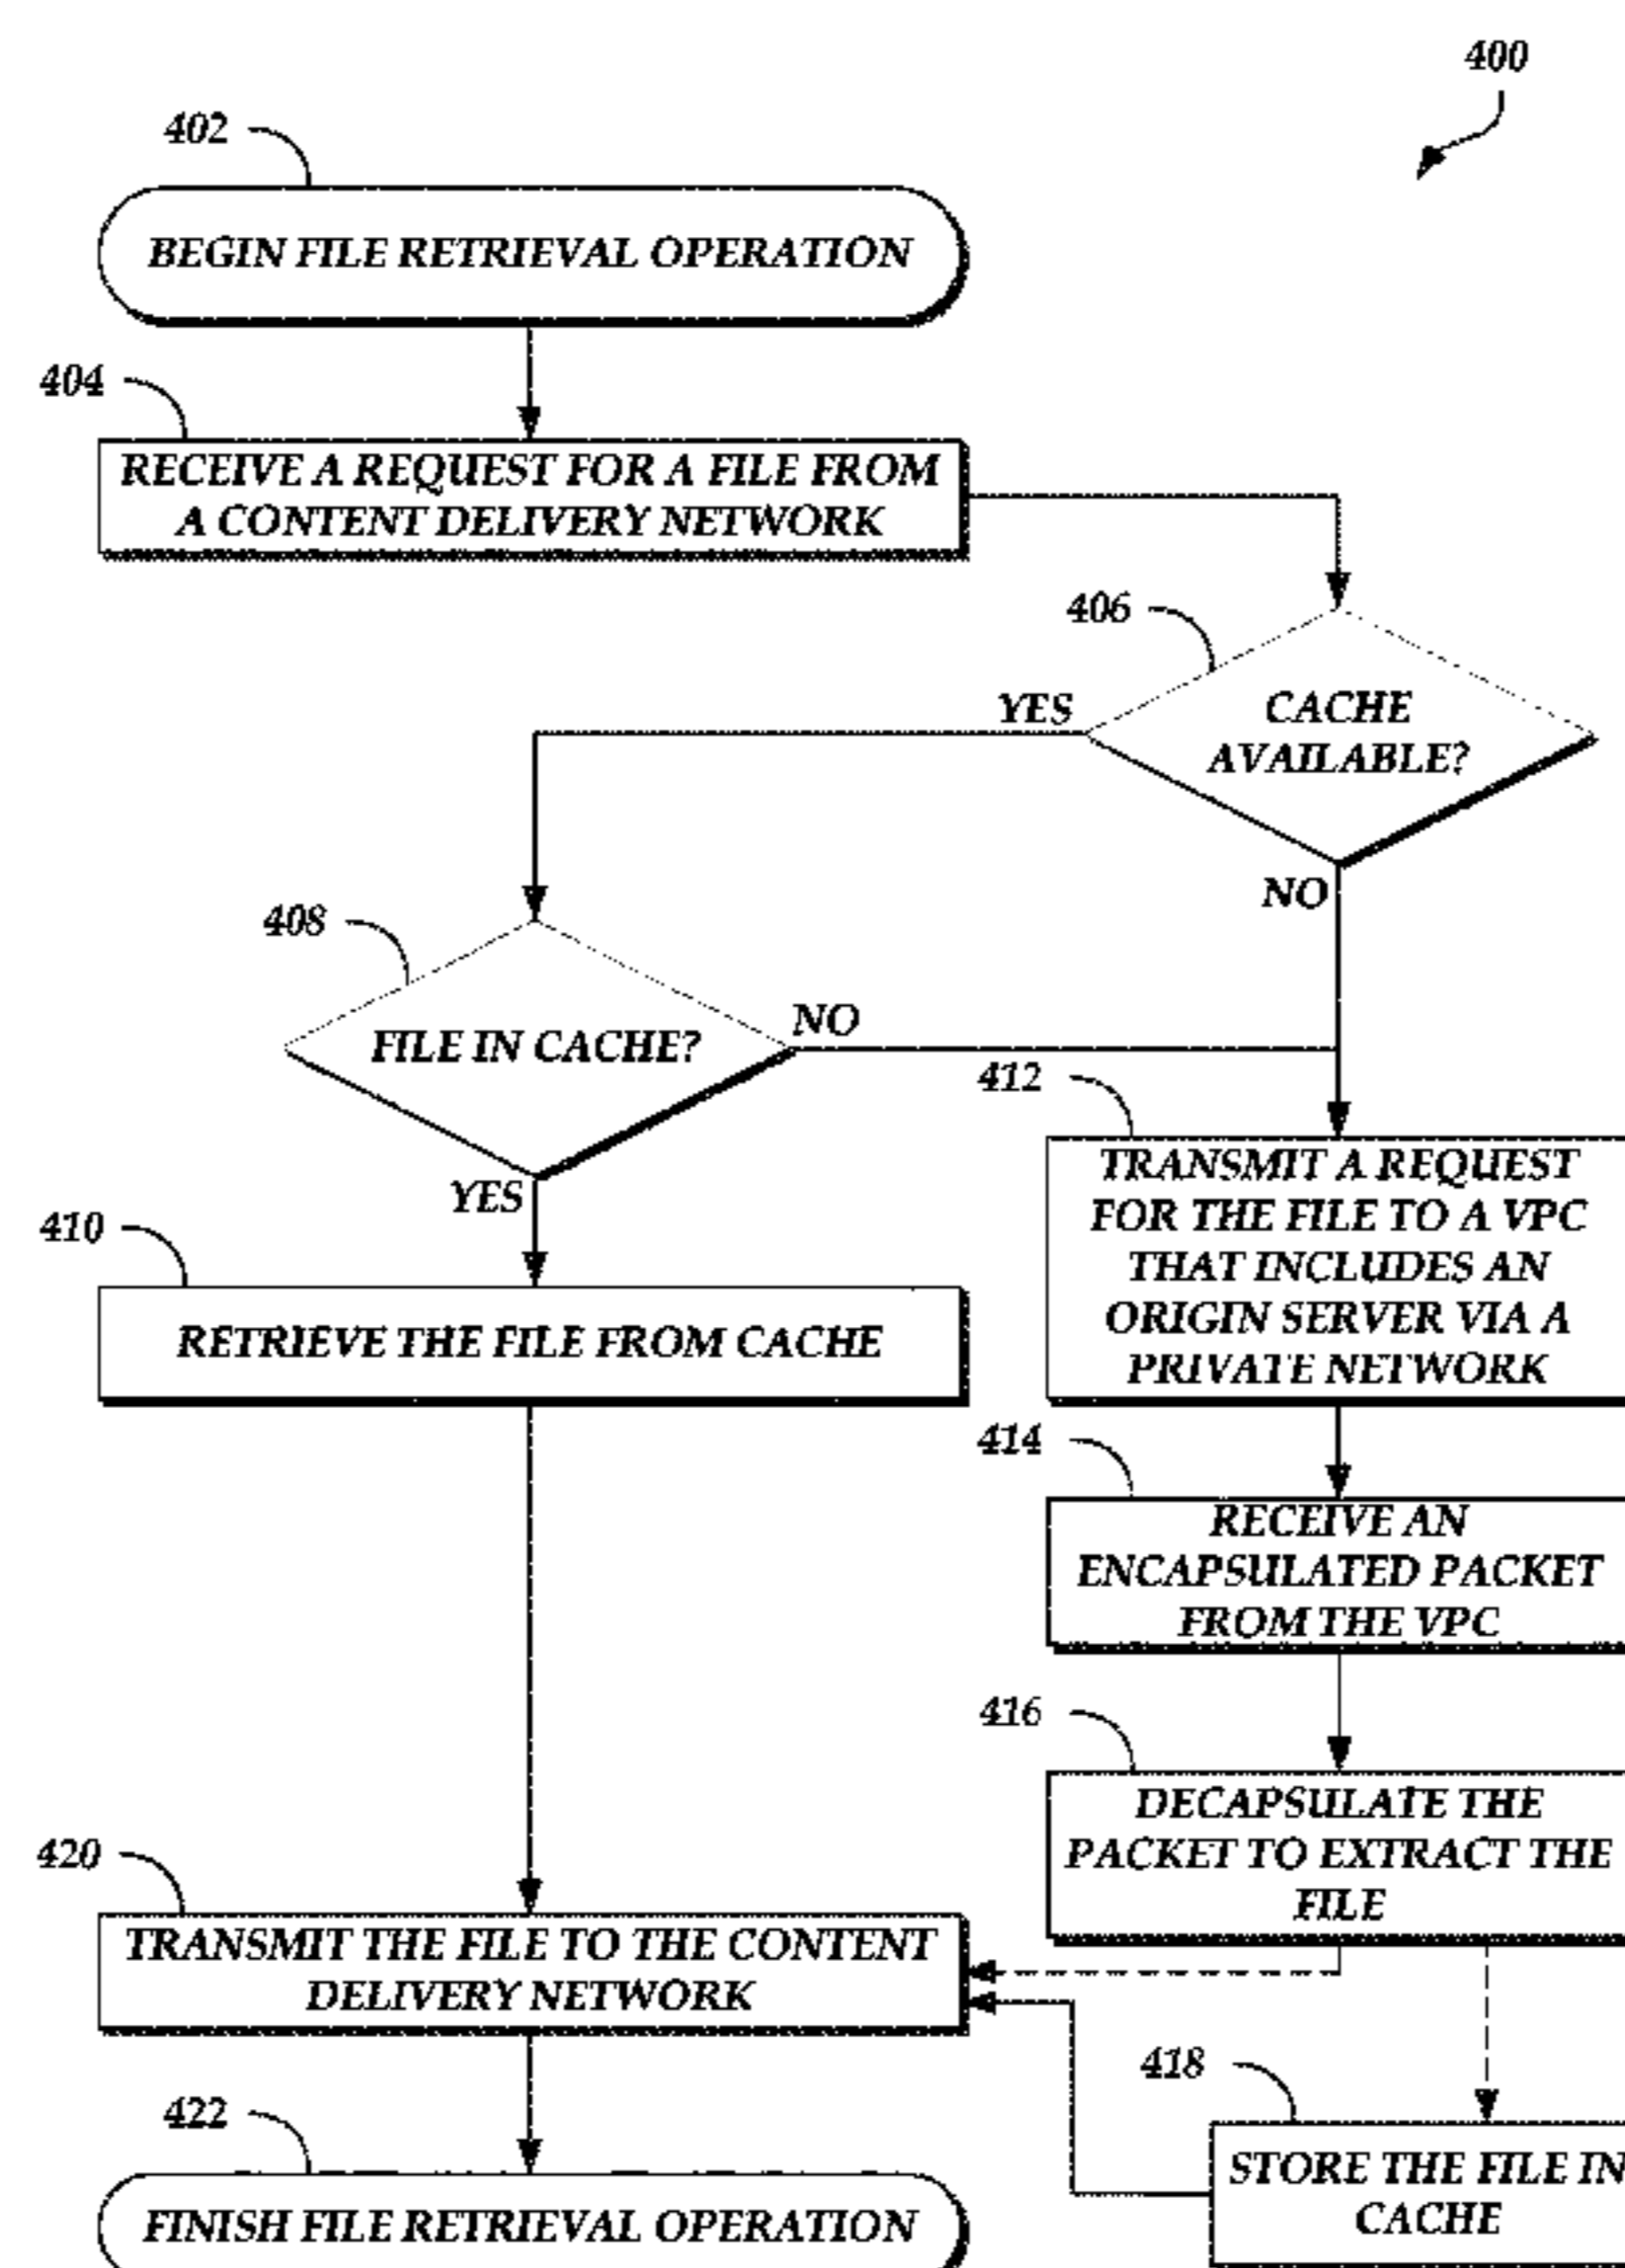 400
402
BEGIN FILE RETRIEVAL OPERATION
404
RECEIVE A REQUEST FOR A FILE FROM
A CONTENT DELIVERY NETWORK
406
CACHE
AVAILABLE?
YES
NO
408
FILE IN CACHE?
NO
YES
410
RETRIEVE THE FILE FROM CACHE
412
TRANSMIT A REQUEST
FOR THE FILE TO A VPC
THAT INCLUDES AN
ORIGIN SERVER VIA A
PRIVATE NETWORK
414
RECEIVE AN
ENCAPSULATED PACKET
FROM THE VPC
416
DECAPSULATE THE
PACKET TO EXTRACT THE
FILE
420
TRANSMIT THE FILE TO THE CONTENT
DELIVERY NETWORK
418
STORE THE FILE IN
CACHE
422
FINISH FILE RETRIEVAL OPERATION